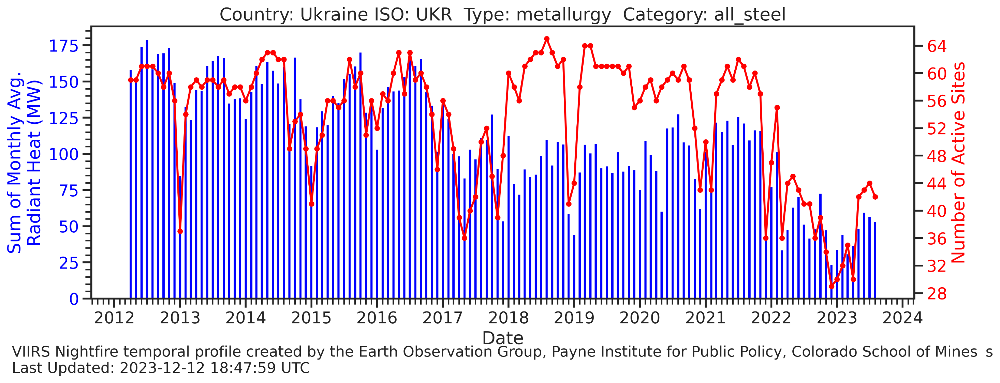 Country: Ukraine ISO: UKR  Type: metallurgy  Category: all_steel
Sum of Monthly Avg.
Radiant Heat (MW)
175
150
125
100
75
50
25
0
64
60
56
52
48
44
40
36
32
28
Number of Active Sites
2012 2013 2014 2015 2016 2017 2018 2019 2020 2021 2022 2023 2024
Date
VIIRS Nightfire temporal profile created by the Earth Observation Group, Payne Institute for Public Policy, Colorado School of Mines s
Last Updated: 2023-12-12 18:47:59 UTC